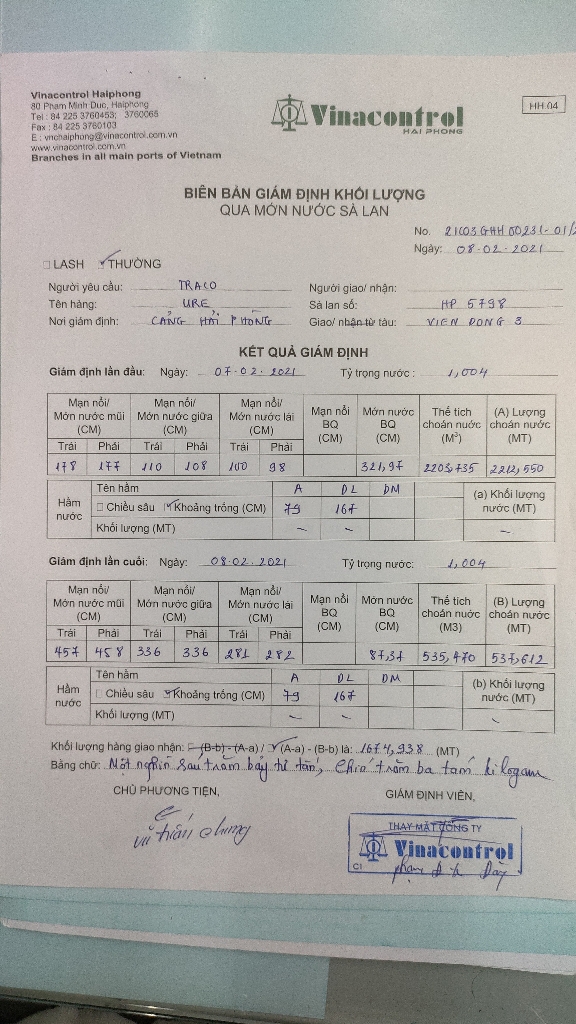 Vinacontrol Haiphong
80 Pham Minh Duc, Haiphong
Tel : 84 225 3760453; 3760065
Fax : 84 225 3760103
E : vnchaiphong@vinacontrol.com.vn
www.vinacontrol.com.vn
Branches in all main ports of Vietnam
Vinacontrol
HAI PHONG
HH.04
BIÊN BẢN GIÁM ĐỊNH KHỐI LƯỢNG
QUA MỚN NƯỚC SÀ LAN
No. 21C03GHH00231-01/
Ngày: 08-02-2021
LASH THƯỜNG
Người yêu cầu: TRACO Người giao/ nhận:
Tên hàng: URE Sà lan số: HP 5798
Nơi giám định: CẢNG HẢI PHÒNG Giao/ nhận từ tàu: VIEN DONG 3
KẾT QUẢ GIÁM ĐỊNH
Giám định lần đầu: Ngày: 07-02-2021 Tỷ trọng nước: 1,004
Mạn nổi/ Mớn nước mũi (CM) Mạn nổi/ Mớn nước giữa (CM) Mạn nổi/ Mớn nước lái (CM) Mạn nổi BQ (CM) Mớn nước BQ (CM) Thể tích choán nước (M³) (A) Lượng choán nước (MT)
Trái Phải Trái Phải Trái Phải
178 177 110 108 100 98 321,97 2203,735 2212,550
Hầm nước Tên hầm A DL DM (a) Khối lượng nước (MT)
Chiều sâu Khoảng trống (CM) 79 167
Khối lượng (MT) - - -
Giám định lần cuối: Ngày: 08-02-2021 Tỷ trọng nước: 1,004
Mạn nổi/ Mớn nước mũi (CM) Mạn nổi/ Mớn nước giữa (CM) Mạn nổi/ Mớn nước lái (CM) Mạn nổi BQ (CM) Mớn nước BQ (CM) Thể tích choán nước (M3) (B) Lượng choán nước (MT)
Trái Phải Trái Phải Trái Phải
457 458 336 336 281 282 87,37 535,470 537,612
Hầm nước Tên hầm A DL DM (b) Khối lượng nước (MT)
Chiều sâu Khoảng trống (CM) 79 167
Khối lượng (MT) - - -
Khối lượng hàng giao nhận: (B-b) - (A-a) / (A-a) - (B-b) là: 1674,938 (MT)
Bằng chữ: Một nghìn sáu trăm bảy tư tấn, chín trăm ba tám kilogam
CHỦ PHƯƠNG TIỆN, GIÁM ĐỊNH VIÊN,
THAY MẶT CÔNG TY
Vinacontrol
C1